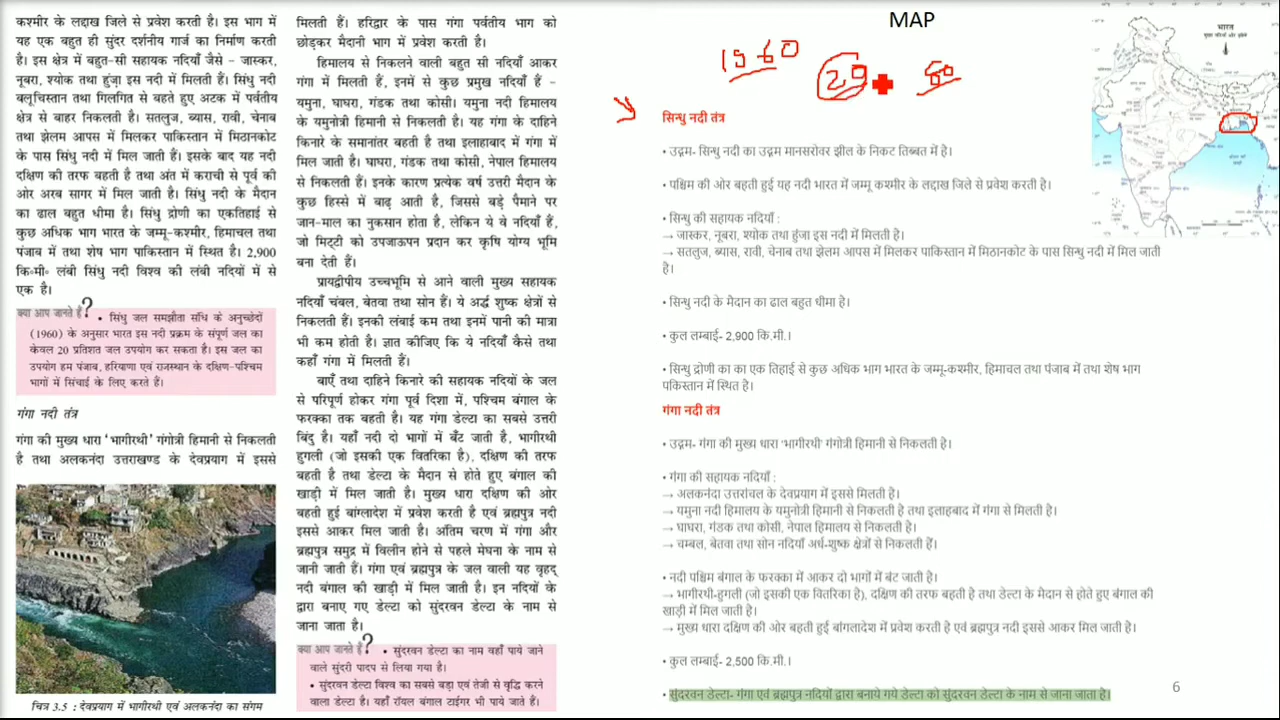 कश्मीर के लद्दाख जिले से प्रवेश करती है। इस भाग में
यह एक बहुत ही सुंदर दर्शनीय गार्ज का निर्माण करती
है। इस क्षेत्र में बहुत-सी सहायक नदियाँ जैसे - जास्कर,
नूबरा, श्योक तथा हुंज़ा इस नदी में मिलती हैं। सिंधु नदी
बलूचिस्तान तथा गिलगित से बहते हुए अटक में पर्वतीय
क्षेत्र से बाहर निकलती है। सतलुज, ब्यास, रावी, चेनाब
तथा झेलम आपस में मिलकर पाकिस्तान में मिठानकोट
के पास सिंधु नदी में मिल जाती हैं। इसके बाद यह नदी
दक्षिण की तरफ बहती है तथा अंत में कराची से पूर्व की
ओर अरब सागर में मिल जाती है। सिंधु नदी के मैदान
का ढाल बहुत धीमा है। सिंधु द्रोणी का एकतिहाई से
कुछ अधिक भाग भारत के जम्मू-कश्मीर, हिमाचल तथा
पंजाब में तथा शेष भाग पाकिस्तान में स्थित है। 2,900
कि॰मी॰ लंबी सिंधु नदी विश्व की लंबी नदियों में से
एक है।
क्या आप जानते हैं?
• सिंधु जल समझौता संधि के अनुच्छेदों
(1960) के अनुसार भारत इस नदी प्रक्रम के संपूर्ण जल का
केवल 20 प्रतिशत जल उपयोग कर सकता है। इस जल का
उपयोग हम पंजाब, हरियाणा एवं राजस्थान के दक्षिण-पश्चिम
भागों में सिंचाई के लिए करते हैं।
गंगा नदी तंत्र
गंगा की मुख्य धारा 'भागीरथी' गंगोत्री हिमानी से निकलती
है तथा अलकनंदा उत्तराखण्ड के देवप्रयाग में इससे
चित्र 3.5 : देवप्रयाग में भागीरथी एवं अलकनंदा का संगम
मिलती हैं। हरिद्वार के पास गंगा पर्वतीय भाग को
छोड़कर मैदानी भाग में प्रवेश करती है।
हिमालय से निकलने वाली बहुत सी नदियाँ आकर
गंगा में मिलती हैं, इनमें से कुछ प्रमुख नदियाँ हैं -
यमुना, घाघरा, गंडक तथा कोसी। यमुना नदी हिमालय
के यमुनोत्री हिमानी से निकलती है। यह गंगा के दाहिने
किनारे के समानांतर बहती है तथा इलाहाबाद में गंगा में
मिल जाती है। घाघरा, गंडक तथा कोसी, नेपाल हिमालय
से निकलती हैं। इनके कारण प्रत्येक वर्ष उत्तरी मैदान के
कुछ हिस्से में बाढ़ आती है, जिससे बड़े पैमाने पर
जान-माल का नुकसान होता है, लेकिन ये वे नदियाँ हैं,
जो मिट्टी को उपजाऊपन प्रदान कर कृषि योग्य भूमि
बना देती हैं।
प्रायद्वीपीय उच्चभूमि से आने वाली मुख्य सहायक
नदियाँ चंबल, बेतवा तथा सोन हैं। ये अर्द्ध शुष्क क्षेत्रों से
निकलती हैं। इनकी लंबाई कम तथा इनमें पानी की मात्रा
भी कम होती है। ज्ञात कीजिए कि ये नदियाँ कैसे तथा
कहाँ गंगा में मिलती हैं।
बाएँ तथा दाहिने किनारे की सहायक नदियों के जल
से परिपूर्ण होकर गंगा पूर्व दिशा में, पश्चिम बंगाल के
फरक्का तक बहती है। यह गंगा डेल्टा का सबसे उत्तरी
बिंदु है। यहाँ नदी दो भागों में बँट जाती है, भागीरथी
हुगली (जो इसकी एक वितरिका है), दक्षिण की तरफ
बहती है तथा डेल्टा के मैदान से होते हुए बंगाल की
खाड़ी में मिल जाती है। मुख्य धारा दक्षिण की ओर
बहती हुई बांग्लादेश में प्रवेश करती है एवं ब्रह्मपुत्र नदी
इससे आकर मिल जाती है। अंतिम चरण में गंगा और
ब्रह्मपुत्र समुद्र में विलीन होने से पहले मेघना के नाम से
जानी जाती हैं। गंगा एवं ब्रह्मपुत्र के जल वाली यह वृहद्
नदी बंगाल की खाड़ी में मिल जाती है। इन नदियों के
द्वारा बनाए गए डेल्टा को सुंदरवन डेल्टा के नाम से
जाना जाता है।
क्या आप जानते हैं?
• सुंदरवन डेल्टा का नाम वहाँ पाये जाने
वाले सुंदरी पादप से लिया गया है।
• सुंदरवन डेल्टा विश्व का सबसे बड़ा एवं तेजी से वृद्धि करने
वाला डेल्टा है। यहाँ रॉयल बंगाल टाईगर भी पाये जाते हैं।
MAP
1960
20
80
सिन्धु नदी तंत्र
• उद्गम- सिन्धु नदी का उद्गम मानसरोवर झील के निकट तिब्बत में है।
• पश्चिम की ओर बहती हुई यह नदी भारत में जम्मू कश्मीर के लद्दाख जिले से प्रवेश करती है।
• सिन्धु की सहायक नदियाँ :
→ जास्कर, नूबरा, श्योक तथा हुंजा इस नदी में मिलती है।
→ सतलुज, ब्यास, रावी, चेनाब तथा झेलम आपस में मिलकर पाकिस्तान में मिठानकोट के पास सिन्धु नदी में मिल जाती
है।
• सिन्धु नदी के मैदान का ढाल बहुत धीमा है।
• कुल लम्बाई- 2,900 कि.मी.।
• सिन्धु द्रोणी का का एक तिहाई से कुछ अधिक भाग भारत के जम्मू-कश्मीर, हिमाचल तथा पंजाब में तथा शेष भाग
पकिस्तान में स्थित है।
गंगा नदी तंत्र
• उद्गम- गंगा की मुख्य धारा 'भागीरथी' गंगोत्री हिमानी से निकलती है।
• गंगा की सहायक नदियाँ :
→ अलकनंदा उत्तरांचल के देवप्रयाग में इससे मिलती है।
→ यमुना नदी हिमालय के यमुनोत्री हिमानी से निकलती है तथा इलाहबाद में गंगा से मिलती है।
→ घाघरा, गंडक तथा कोसी, नेपाल हिमालय से निकलती है।
→ चम्बल, बेतवा तथा सोन नदियाँ अर्ध-शुष्क क्षेत्रों से निकलती हैं।
• नदी पश्चिम बंगाल के फरक्का में आकर दो भागों में बंट जाती है।
→ भागीरथी-हुगली (जो इसकी एक वितरिका है), दक्षिण की तरफ बहती है तथा डेल्टा के मैदान से होते हुए बंगाल की
खाड़ी में मिल जाती है।
→ मुख्य धारा दक्षिण की ओर बहती हुई बांगलादेश में प्रवेश करती है एवं ब्रह्मपुत्र नदी इससे आकर मिल जाती है।
• कुल लम्बाई- 2,500 कि.मी.।
• सुंदरवन डेल्टा- गंगा एवं ब्रह्मपुत्र नदियों द्वारा बनाये गये डेल्टा को सुंदरवन डेल्टा के नाम से जाना जाता है।
भारत
6